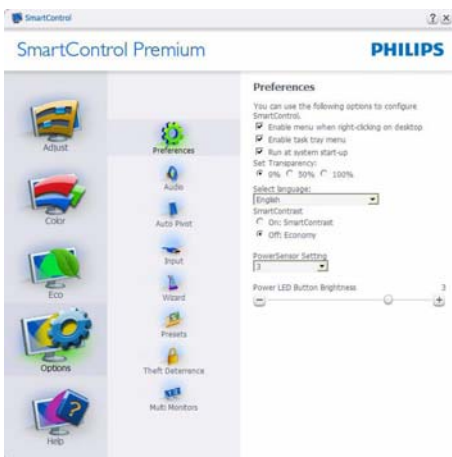 SmartControl
SmartControl Premium
PHILIPS
Adjust
Color
Eco
Options
Help
Preferences
Audio
Auto Pivot
Input
Wizard
Presets
Theft Deterrence
Multi Monitors
Preferences
You can use the following options to configure
SmartControl.
Enable menu when right-clicking on desktop
Enable task tray menu
Run at system start-up
Set Transparency:
0% 50% 100%
Select language:
English
SmartContrast
On: SmartContrast
Off: Economy
PowerSensor Setting
3
Power LED Button Brightness 3